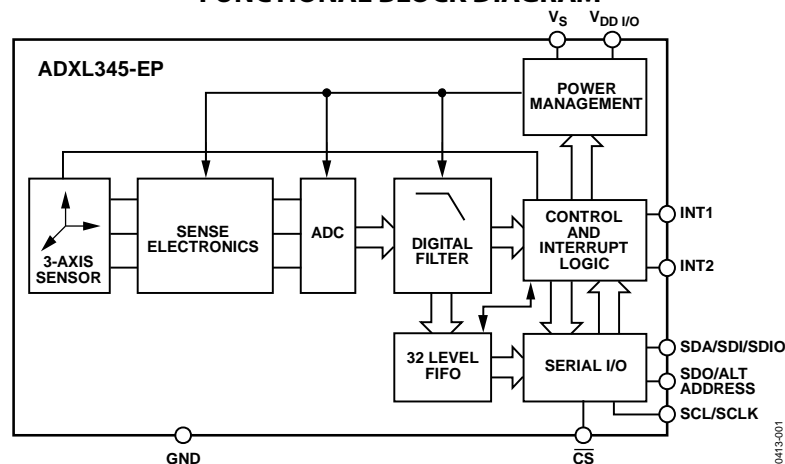 FUNCTIONAL BLOCK DIAGRAM
VS VDD I/O
ADXL345-EP
POWER
MANAGEMENT
3-AXIS
SENSOR
SENSE
ELECTRONICS
ADC
DIGITAL
FILTER
CONTROL
AND
INTERRUPT
LOGIC
INT1
INT2
32 LEVEL
FIFO
SERIAL I/O
SDA/SDI/SDIO
SDO/ALT
ADDRESS
SCL/SCLK
GND
CS
0413-001